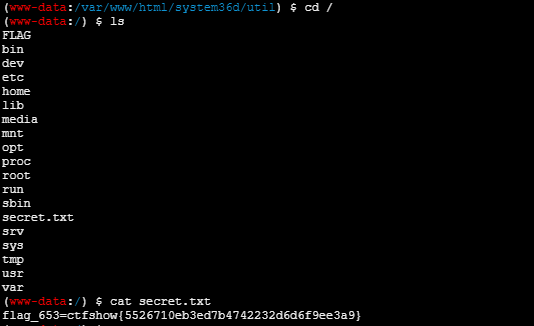 (www-data:/var/www/html/system36d/util) $ cd /
(www-data:/) $ ls
FLAG
bin
dev
etc
home
lib
media
mnt
opt
proc
root
run
sbin
secret.txt
srv
sys
tmp
usr
var
(www-data:/) $ cat secret.txt
flag_653=ctfshow{5526710eb3ed7b4742232d6d6f9ee3a9}